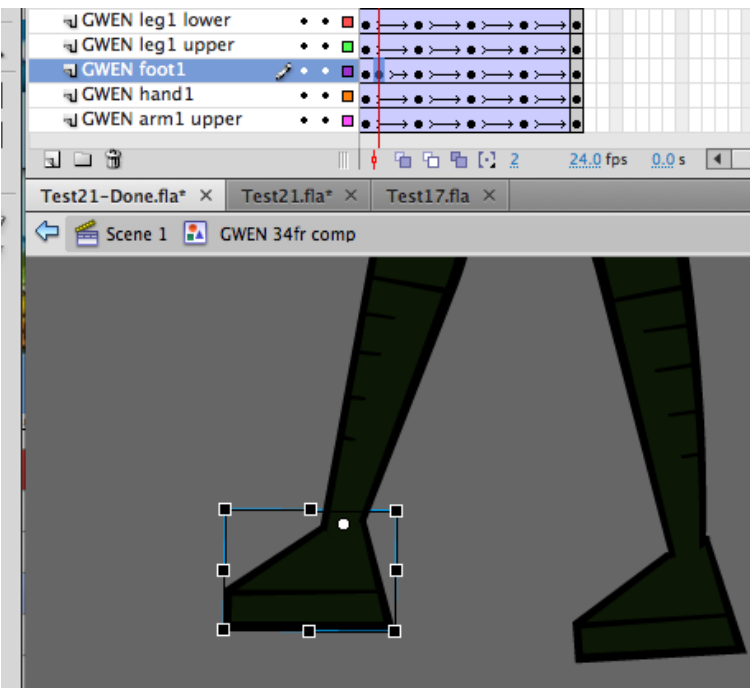 GWEN leg1 lower
GWEN leg1 upper
GWEN foot1
GWEN hand1
GWEN arm1 upper
2 24.0 fps 0.0 s
Test21-Done.fla* × Test21.fla* × Test17.fla ×
Scene 1 GWEN 34fr comp